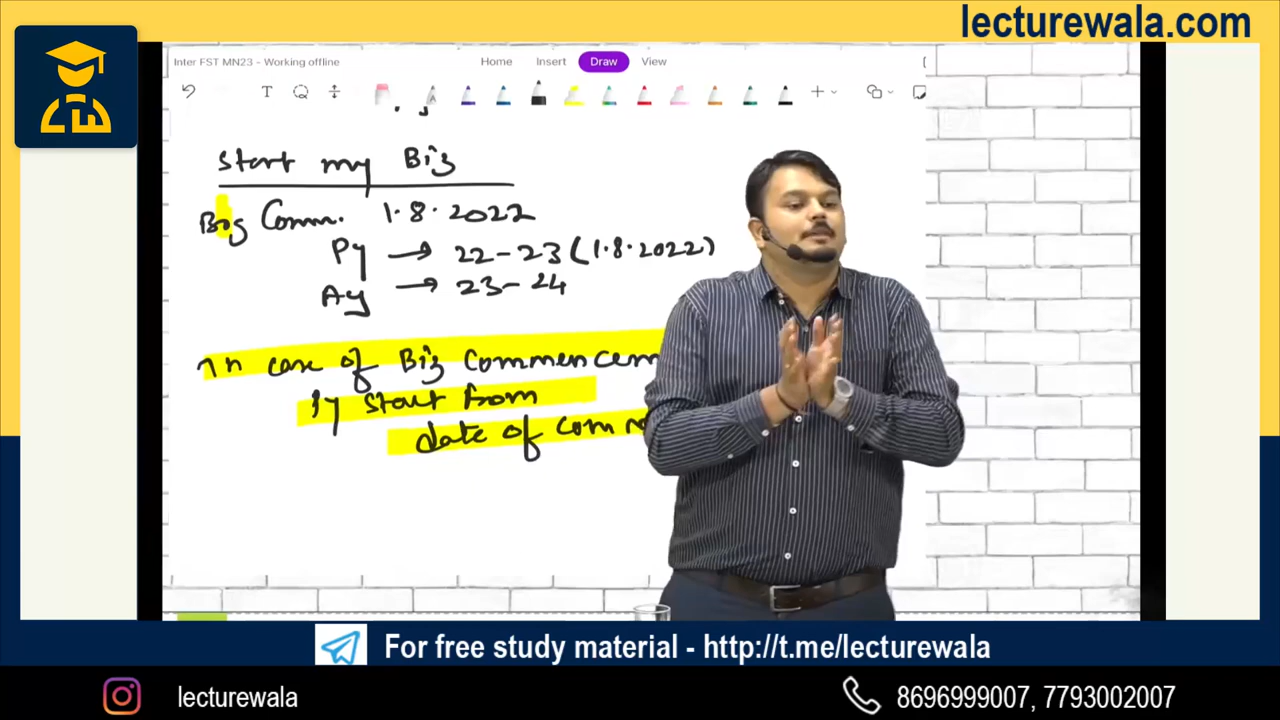 lecturewala.com
Inter FST MN23 - Working offline
Home Insert Draw View
Start my Biz
Biz Comm. 1.8.2022
Py → 22-23 (1.8.2022)
Ay → 23-24
In case of Biz Commencem
Py start from
date of com
For free study material - http://t.me/lecturewala
lecturewala
8696999007, 7793002007